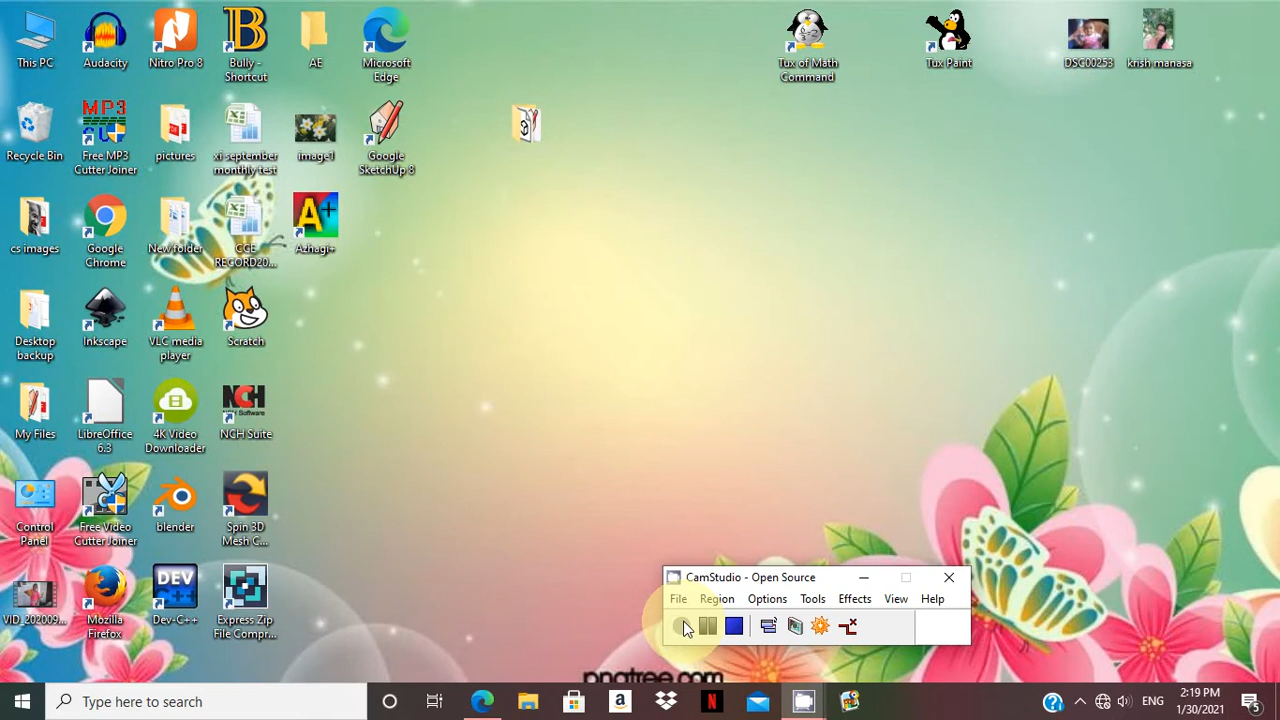 This PC
Audacity
Nitro Pro 8
Bully -
Shortcut
AE
Microsoft
Edge
Tux of Math
Command
Tux Paint
DSC00253
krish manasa
Recycle Bin
MP3
Free MP3
Cutter Joiner
pictures
xi september
monthly test
image1
Google
SketchUp 8
cs images
Google
Chrome
New folder
CCE
RECORD20...
A+
Azhagi+
Desktop
backup
Inkscape
VLC media
player
Scratch
My Files
LibreOffice
6.3
4K Video
Downloader
NCH
NCH Suite
Control
Panel
Free Video
Cutter Joiner
blender
Spin 3D
Mesh C...
VID_202009...
Mozilla
Firefox
DEV
C++
Dev-C++
Express Zip
File Compr...
CamStudio - Open Source
File Region Options Tools Effects View Help
pngtree.com
Type here to search
ENG
2:19 PM
1/30/2021
5